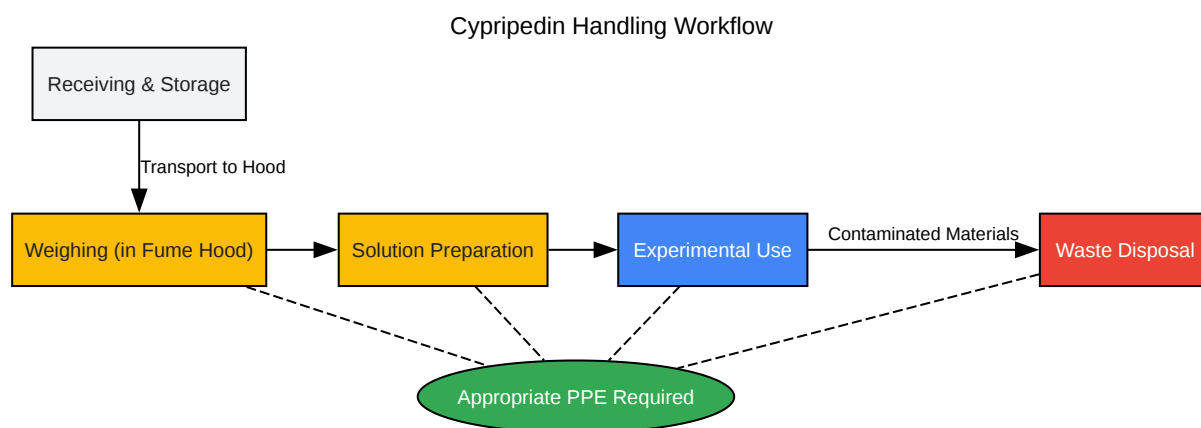 Cypripedin Handling Workflow
Receiving & Storage
Transport to Hood
Weighing (in Fume Hood)
Solution Preparation
Experimental Use
Contaminated Materials
Waste Disposal
Appropriate PPE Required